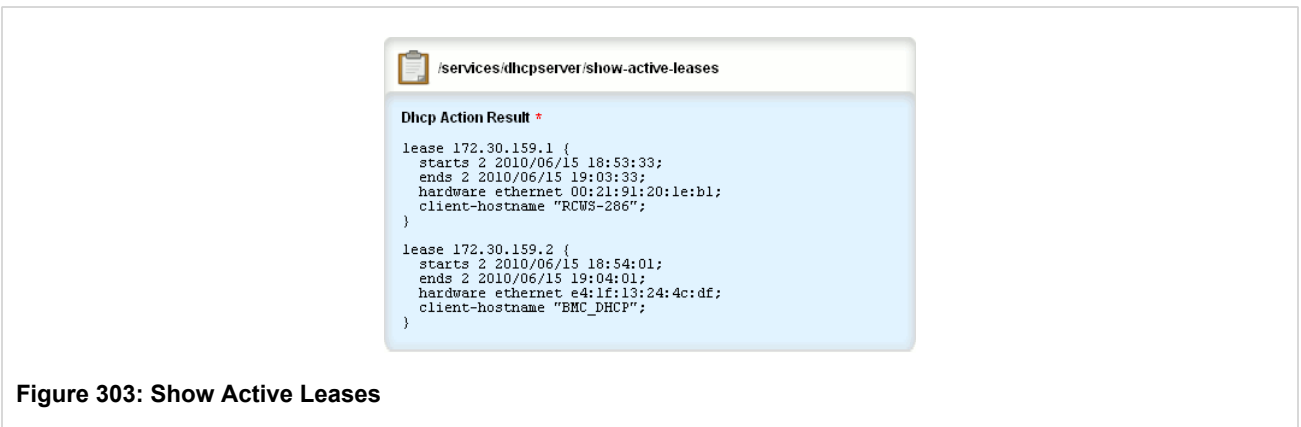 /services/dhcpserver/show-active-leases
Dhcp Action Result *
lease 172.30.159.1 {
starts 2 2010/06/15 18:53:33;
ends 2 2010/06/15 19:03:33;
hardware ethernet 00:21:91:20:1e:b1;
client-hostname "RCWS-286";
}
lease 172.30.159.2 {
starts 2 2010/06/15 18:54:01;
ends 2 2010/06/15 19:04:01;
hardware ethernet e4:1f:13:24:4c:df;
client-hostname "BMC_DHCP";
}
Figure 303: Show Active Leases